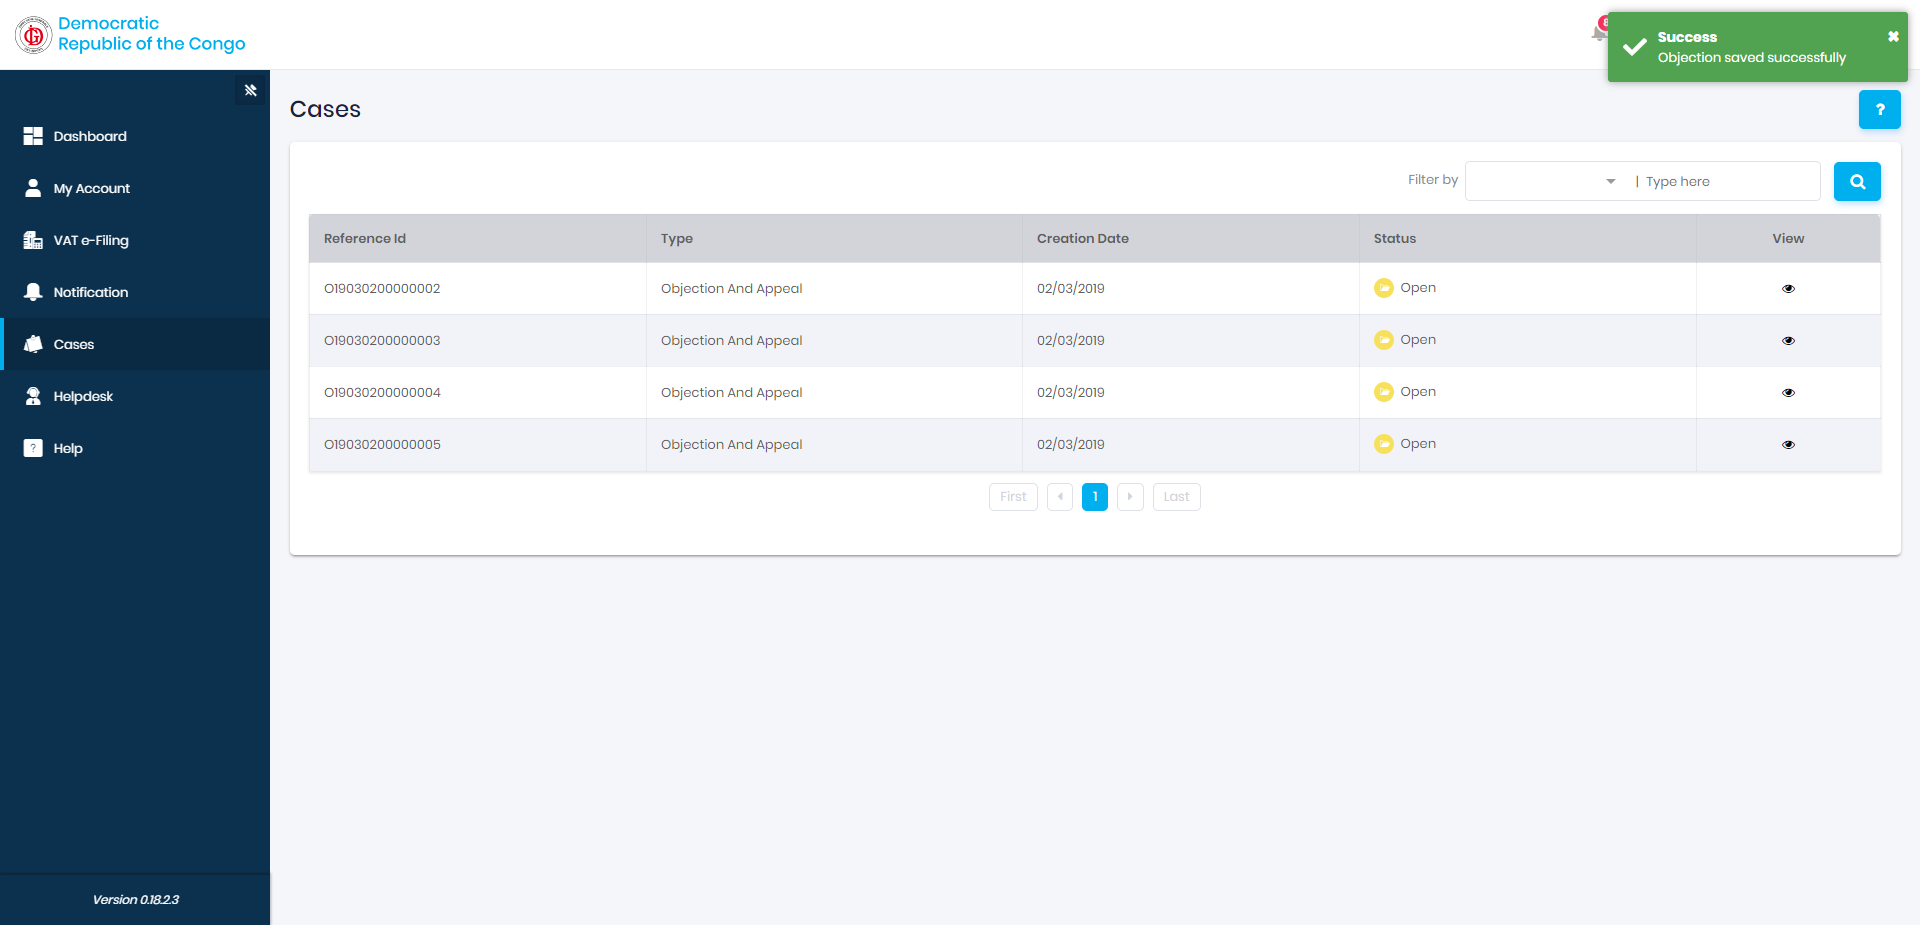 Democratic
Republic of the Congo
8
Success
Objection saved successfully
Dashboard
My Account
VAT e-Filing
Notification
Cases
Helpdesk
? Help
Version 0.18.2.3
Cases
?
Filter by | Type here
Reference Id Type Creation Date Status View
O19030200000002 Objection And Appeal 02/03/2019 Open
O19030200000003 Objection And Appeal 02/03/2019 Open
O19030200000004 Objection And Appeal 02/03/2019 Open
O19030200000005 Objection And Appeal 02/03/2019 Open
First 1 Last